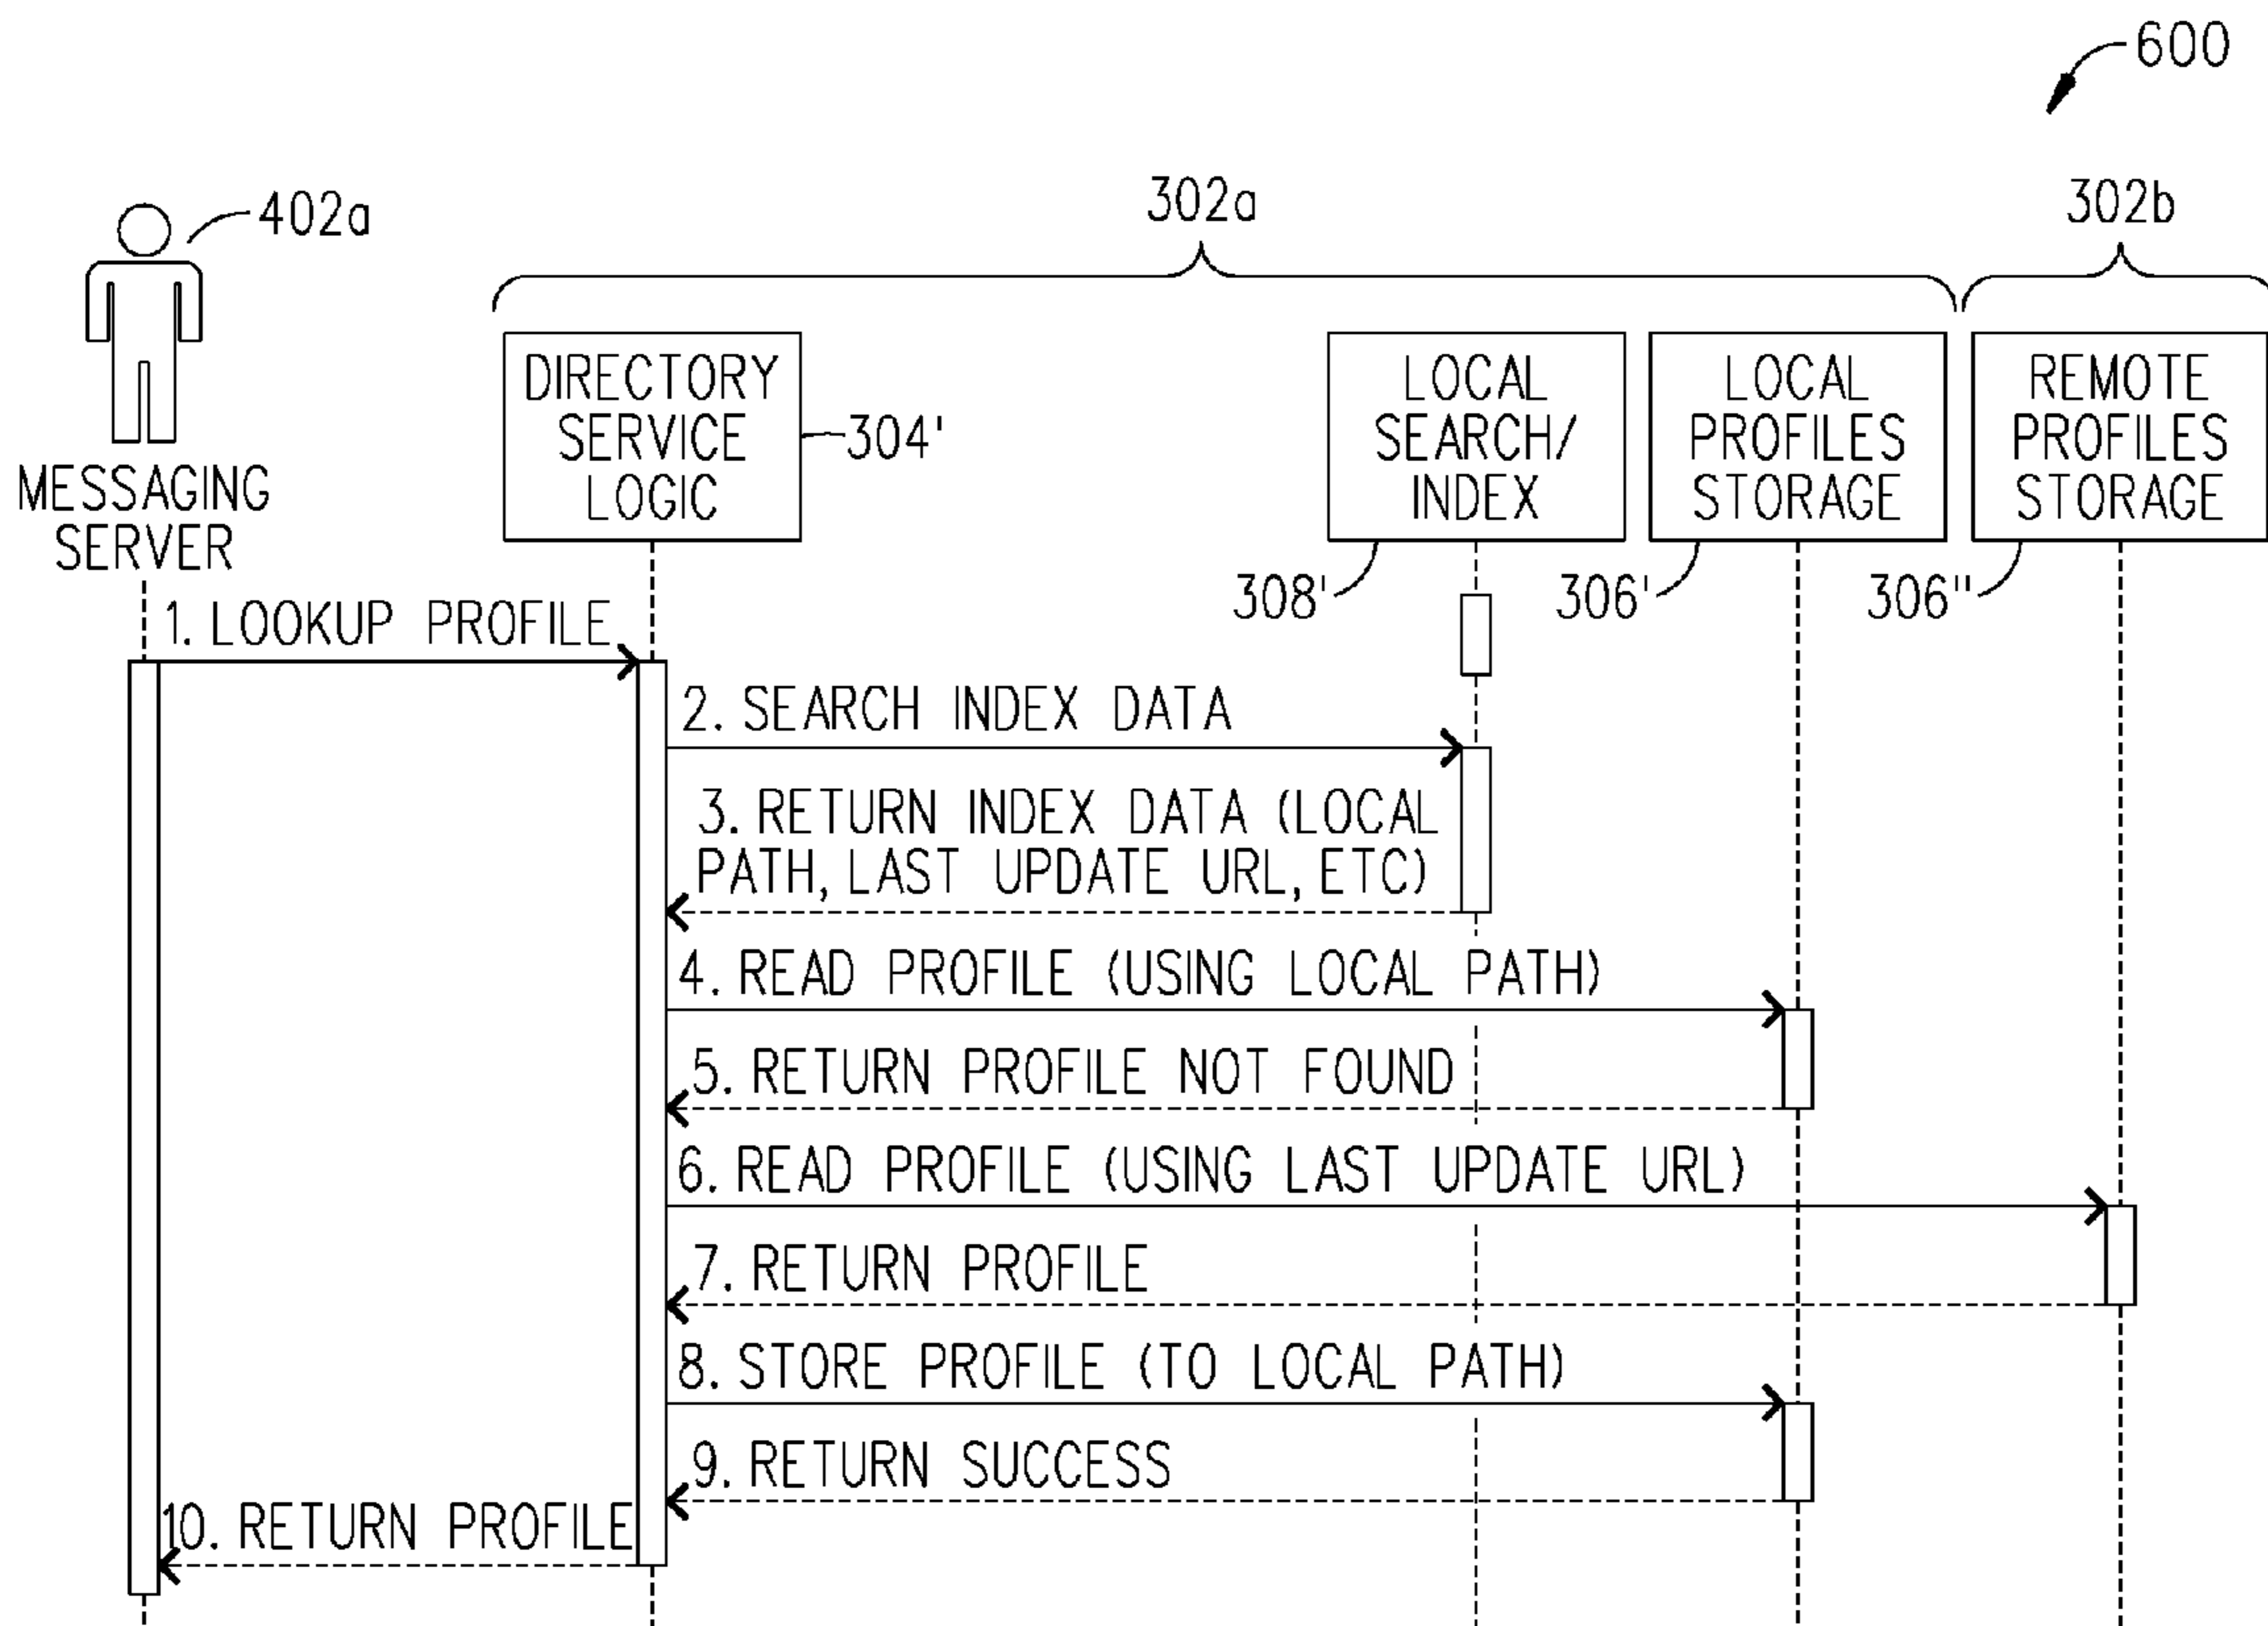 600
402a
302a
302b
DIRECTORY
SERVICE
LOGIC
304'
LOCAL
SEARCH/
INDEX
LOCAL
PROFILES
STORAGE
REMOTE
PROFILES
STORAGE
MESSAGING
SERVER
308'
306'
306"
1. LOOKUP PROFILE
2. SEARCH INDEX DATA
3. RETURN INDEX DATA (LOCAL
PATH, LAST UPDATE URL, ETC)
4. READ PROFILE (USING LOCAL PATH)
5. RETURN PROFILE NOT FOUND
6. READ PROFILE (USING LAST UPDATE URL)
7. RETURN PROFILE
8. STORE PROFILE (TO LOCAL PATH)
9. RETURN SUCCESS
10. RETURN PROFILE